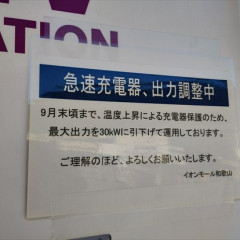 ATION
急速充電器、出力調整中
9月末頃まで、温度上昇による充電器保護のため、
最大出力を30kWに引下げて運用しております。
ご理解のほど、よろしくお願いいたします。
イオンモール和歌山